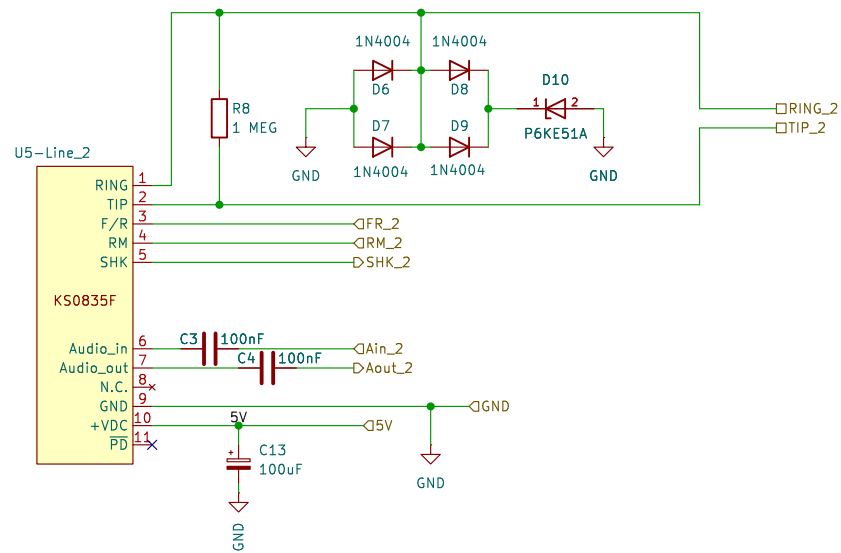 1N4004 1N4004
D10
D6 D8
1 2
R8
RING_2
1 MEG
D7 D9
P6KE51A
TIP_2
U5-Line_2
1N4004 1N4004
GND GND
RING 1
TIP 2
F/R 3 FR_2
RM 4 RM_2
SHK 5 SHK_2
KS0835F
C3 100nF
Audio_in 6 Ain_2
C4 100nF
Audio_out 7 Aout_2
N.C. 8
GND 9 GND
5V
+VDC 10 5V
PD 11
+
C13
100uF
GND
GND